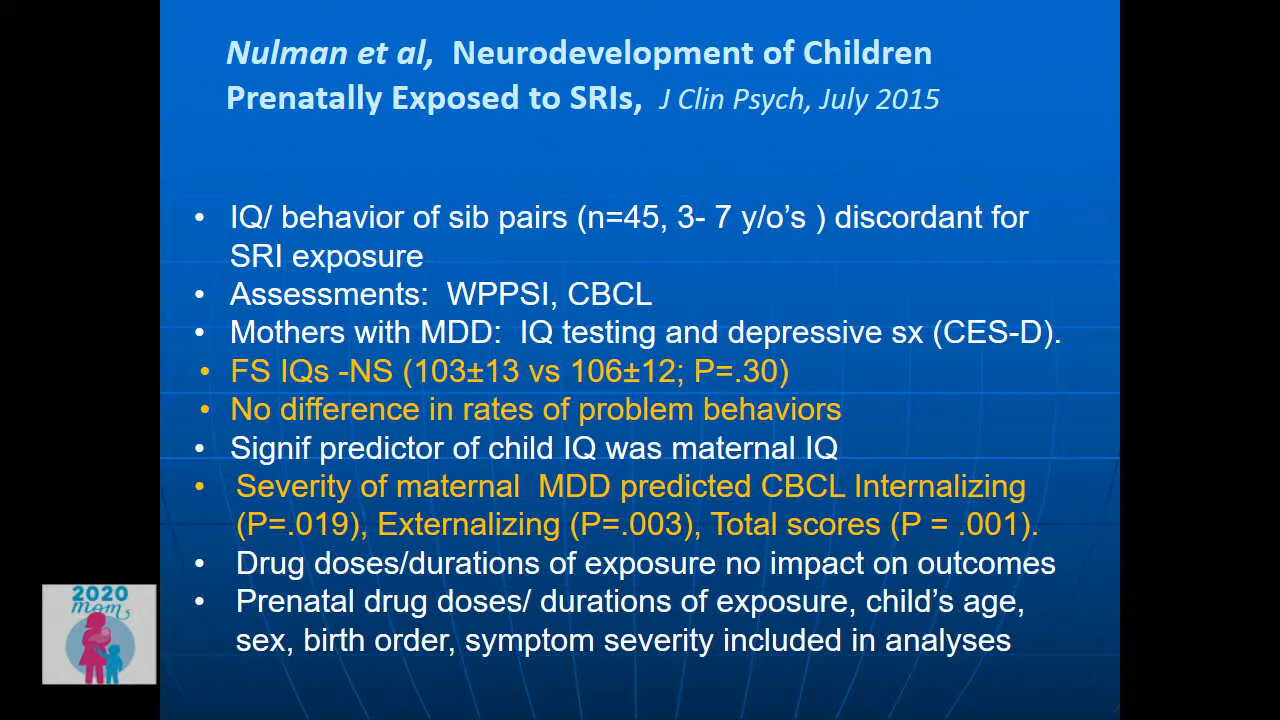 Nulman et al, Neurodevelopment of Children
Prenatally Exposed to SRIs, J Clin Psych, July 2015
• IQ/ behavior of sib pairs (n=45, 3- 7 y/o’s ) discordant for
SRI exposure
• Assessments: WPPSI, CBCL
• Mothers with MDD: IQ testing and depressive sx (CES-D).
• FS IQs -NS (103±13 vs 106±12; P=.30)
• No difference in rates of problem behaviors
• Signif predictor of child IQ was maternal IQ
• Severity of maternal MDD predicted CBCL Internalizing
(P=.019), Externalizing (P=.003), Total scores (P = .001).
• Drug doses/durations of exposure no impact on outcomes
• Prenatal drug doses/ durations of exposure, child’s age,
sex, birth order, symptom severity included in analyses
2020
mom